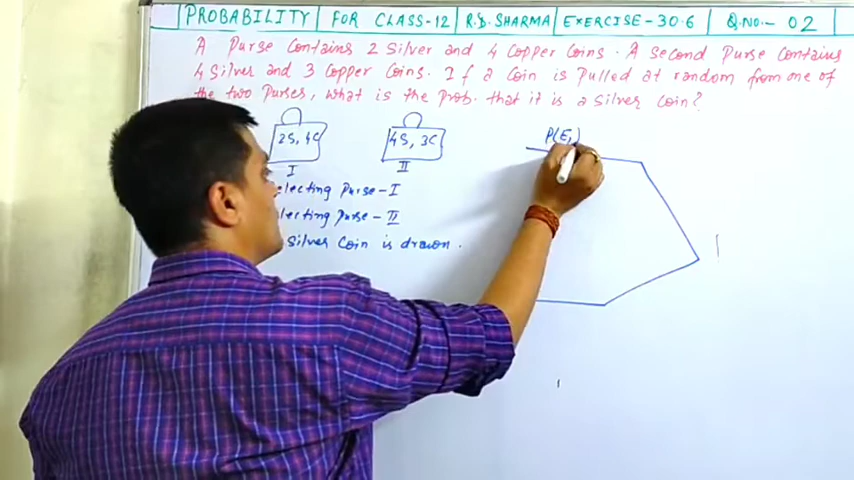 PROBABILITY FOR CLASS-12 R.D. SHARMA EXERCISE-30.6 Q.NO.- 02
A Purse Contains 2 Silver and 4 Copper Coins. A Second Purse Contains
4 Silver and 3 Copper Coins. If a Coin is Pulled at random from one of
the two Purses, what is the Prob. that it is a Silver Coin?
2S, 4C 4S, 3C
I II
P(E1)
electing Purse-I
lecting Purse-II
silver Coin is drawn.